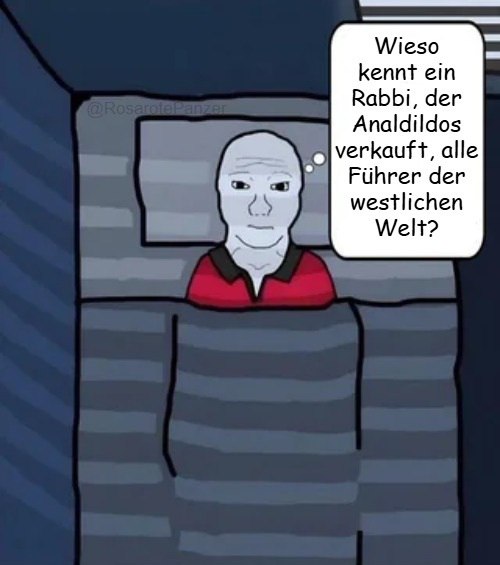 @RosarotePanzer
Wieso
kennt ein
Rabbi, der
Analdildos
verkauft, alle
Führer der
westlichen
Welt?